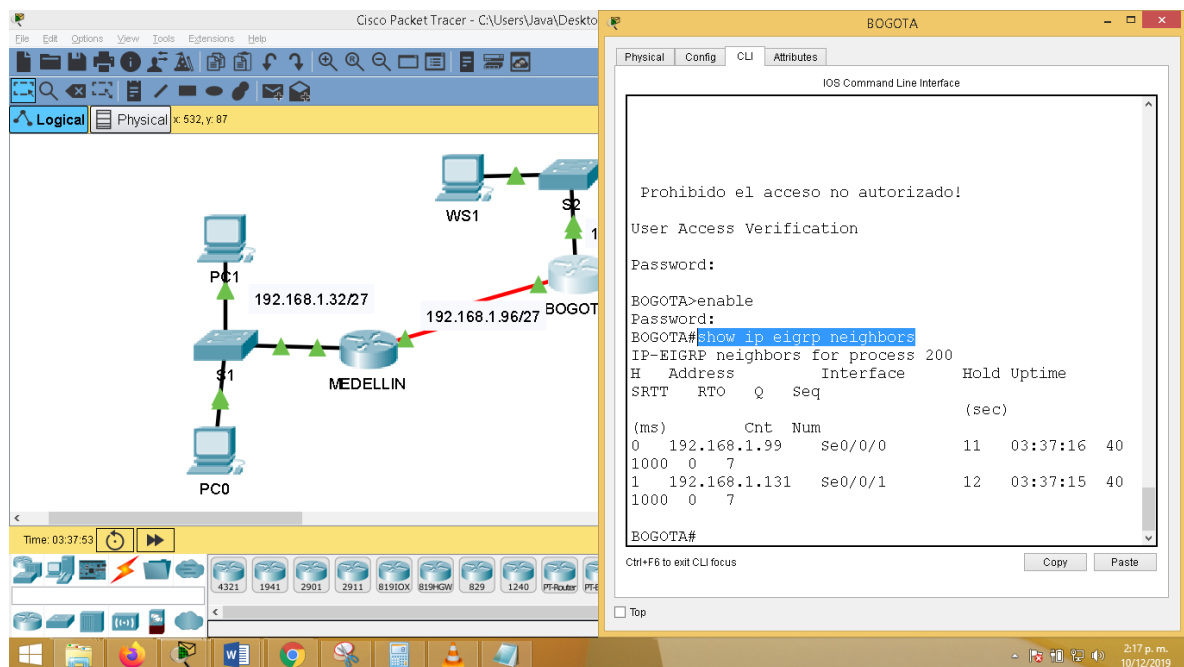 Cisco Packet Tracer - C:\Users\Java\Deskto
File Edit Options View Tools Extensions Help
Logical Physical x: 532, y: 87
WS1
S2
1
PC1
192.168.1.32/27
192.168.1.96/27
BOGOT
S1
MEDELLIN
PC0
Time: 03:37:53
4321 1941 2901 2911 819IOX 819HGW 829 1240 PT-Router PT-E
BOGOTA
Physical Config CLI Attributes
IOS Command Line Interface
Prohibido el acceso no autorizado!
User Access Verification
Password:
BOGOTA>enable
Password:
BOGOTA#show ip eigrp neighbors
IP-EIGRP neighbors for process 200
H Address Interface Hold Uptime
SRTT RTO Q Seq
(sec)
(ms) Cnt Num
0 192.168.1.99 Se0/0/0 11 03:37:16 40
1000 0 7
1 192.168.1.131 Se0/0/1 12 03:37:15 40
1000 0 7
BOGOTA#
Ctrl+F6 to exit CLI focus
Copy Paste
Top
2:17 p. m.
10/12/2019